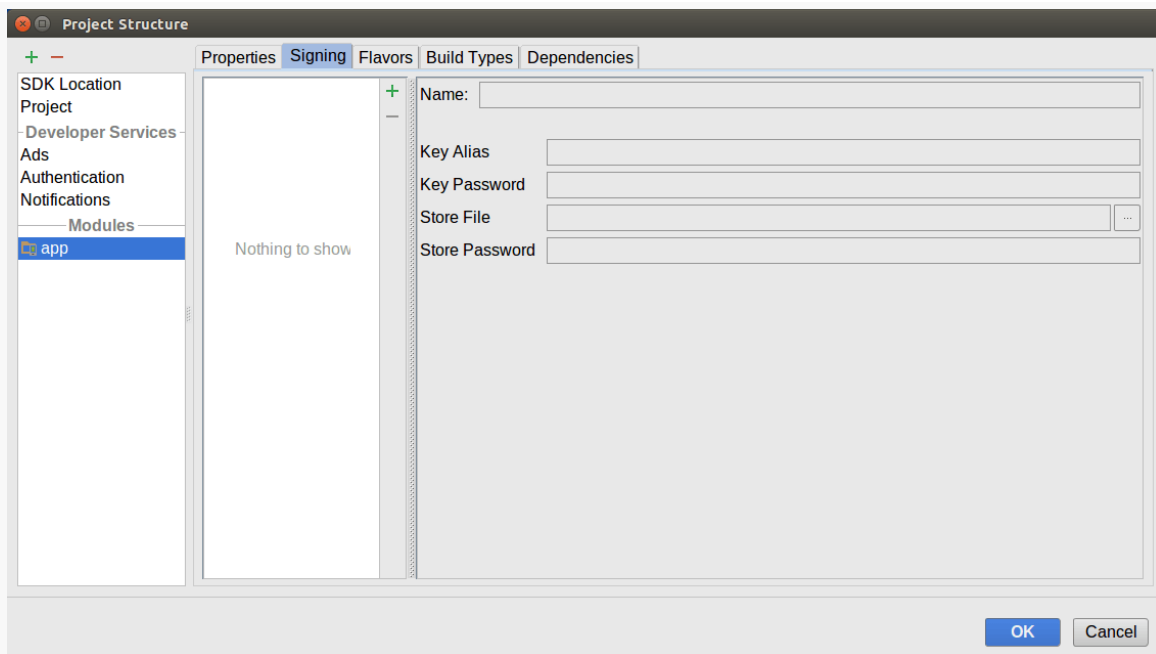 Project Structure
Properties Signing Flavors Build Types Dependencies
SDK Location
Project
Developer Services
Ads
Authentication
Notifications
Modules
app
Nothing to show
Name:
Key Alias
Key Password
Store File
...
Store Password
OK Cancel